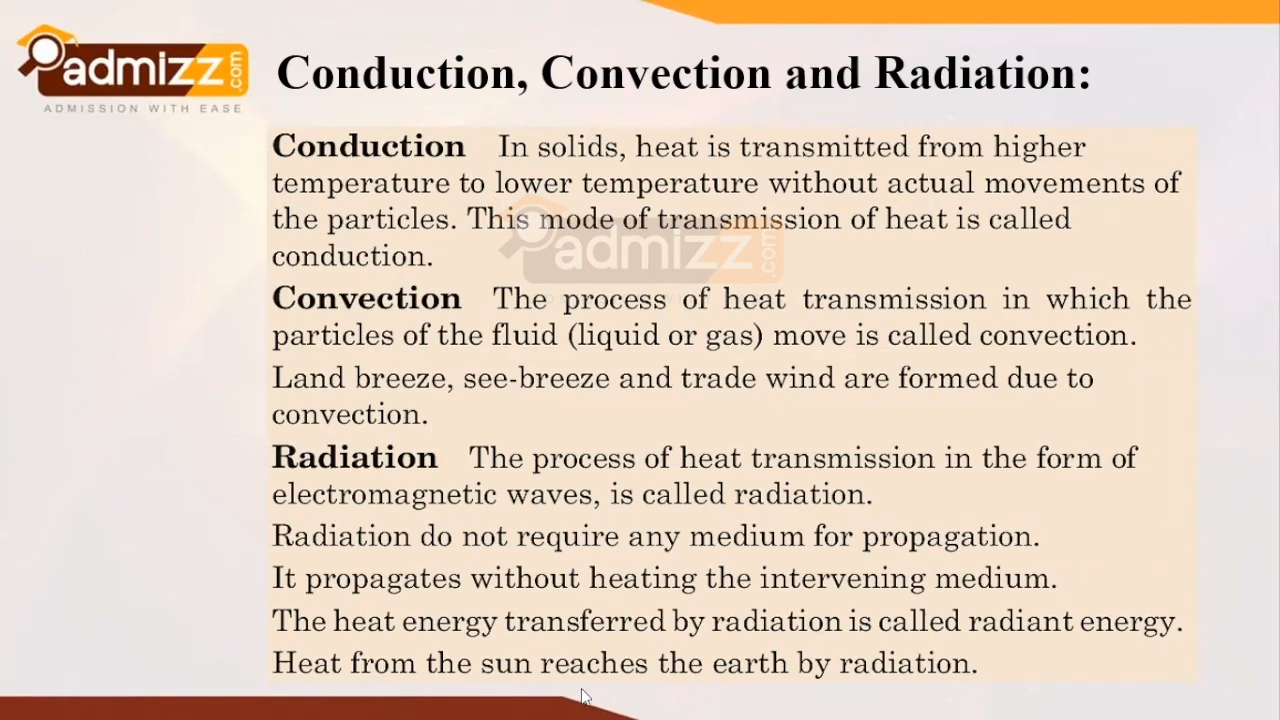 admizz.com
ADMISSION WITH EASE
Conduction, Convection and Radiation:
Conduction In solids, heat is transmitted from higher
temperature to lower temperature without actual movements of
the particles. This mode of transmission of heat is called
conduction.
admizz.com
Convection The process of heat transmission in which the
particles of the fluid (liquid or gas) move is called convection.
Land breeze, see-breeze and trade wind are formed due to
convection.
Radiation The process of heat transmission in the form of
electromagnetic waves, is called radiation.
Radiation do not require any medium for propagation.
It propagates without heating the intervening medium.
The heat energy transferred by radiation is called radiant energy.
Heat from the sun reaches the earth by radiation.